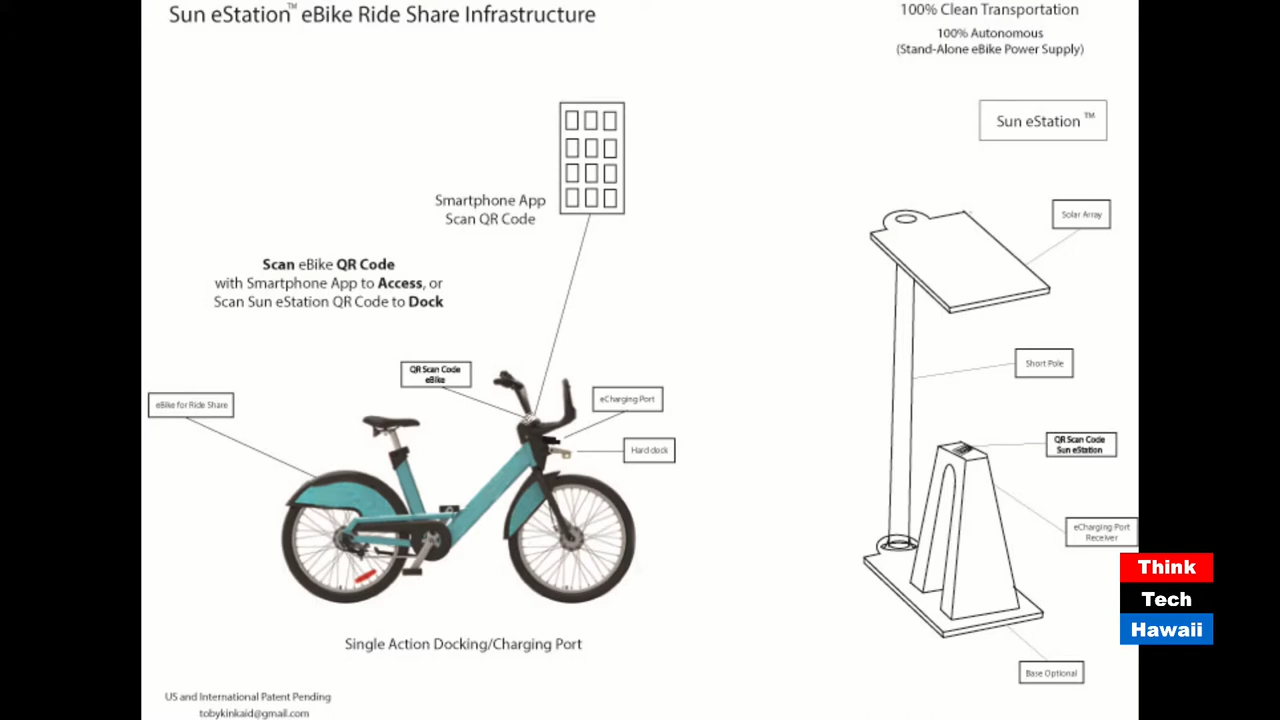 Sun eStation™ eBike Ride Share Infrastructure
100% Clean Transportation
100% Autonomous
(Stand-Alone eBike Power Supply)
Sun eStation ™
Smartphone App
Scan QR Code
Scan eBike QR Code
with Smartphone App to Access, or
Scan Sun eStation QR Code to Dock
Solar Array
QR Scan Code
eBike
eBike for Ride Share
eCharging Port
Hard dock
Short Pole
QR Scan Code
Sun eStation
eCharging Port
Receiver
Base Optional
Single Action Docking/Charging Port
US and International Patent Pending
tobykinkaid@gmail.com
Think
Tech
Hawaii